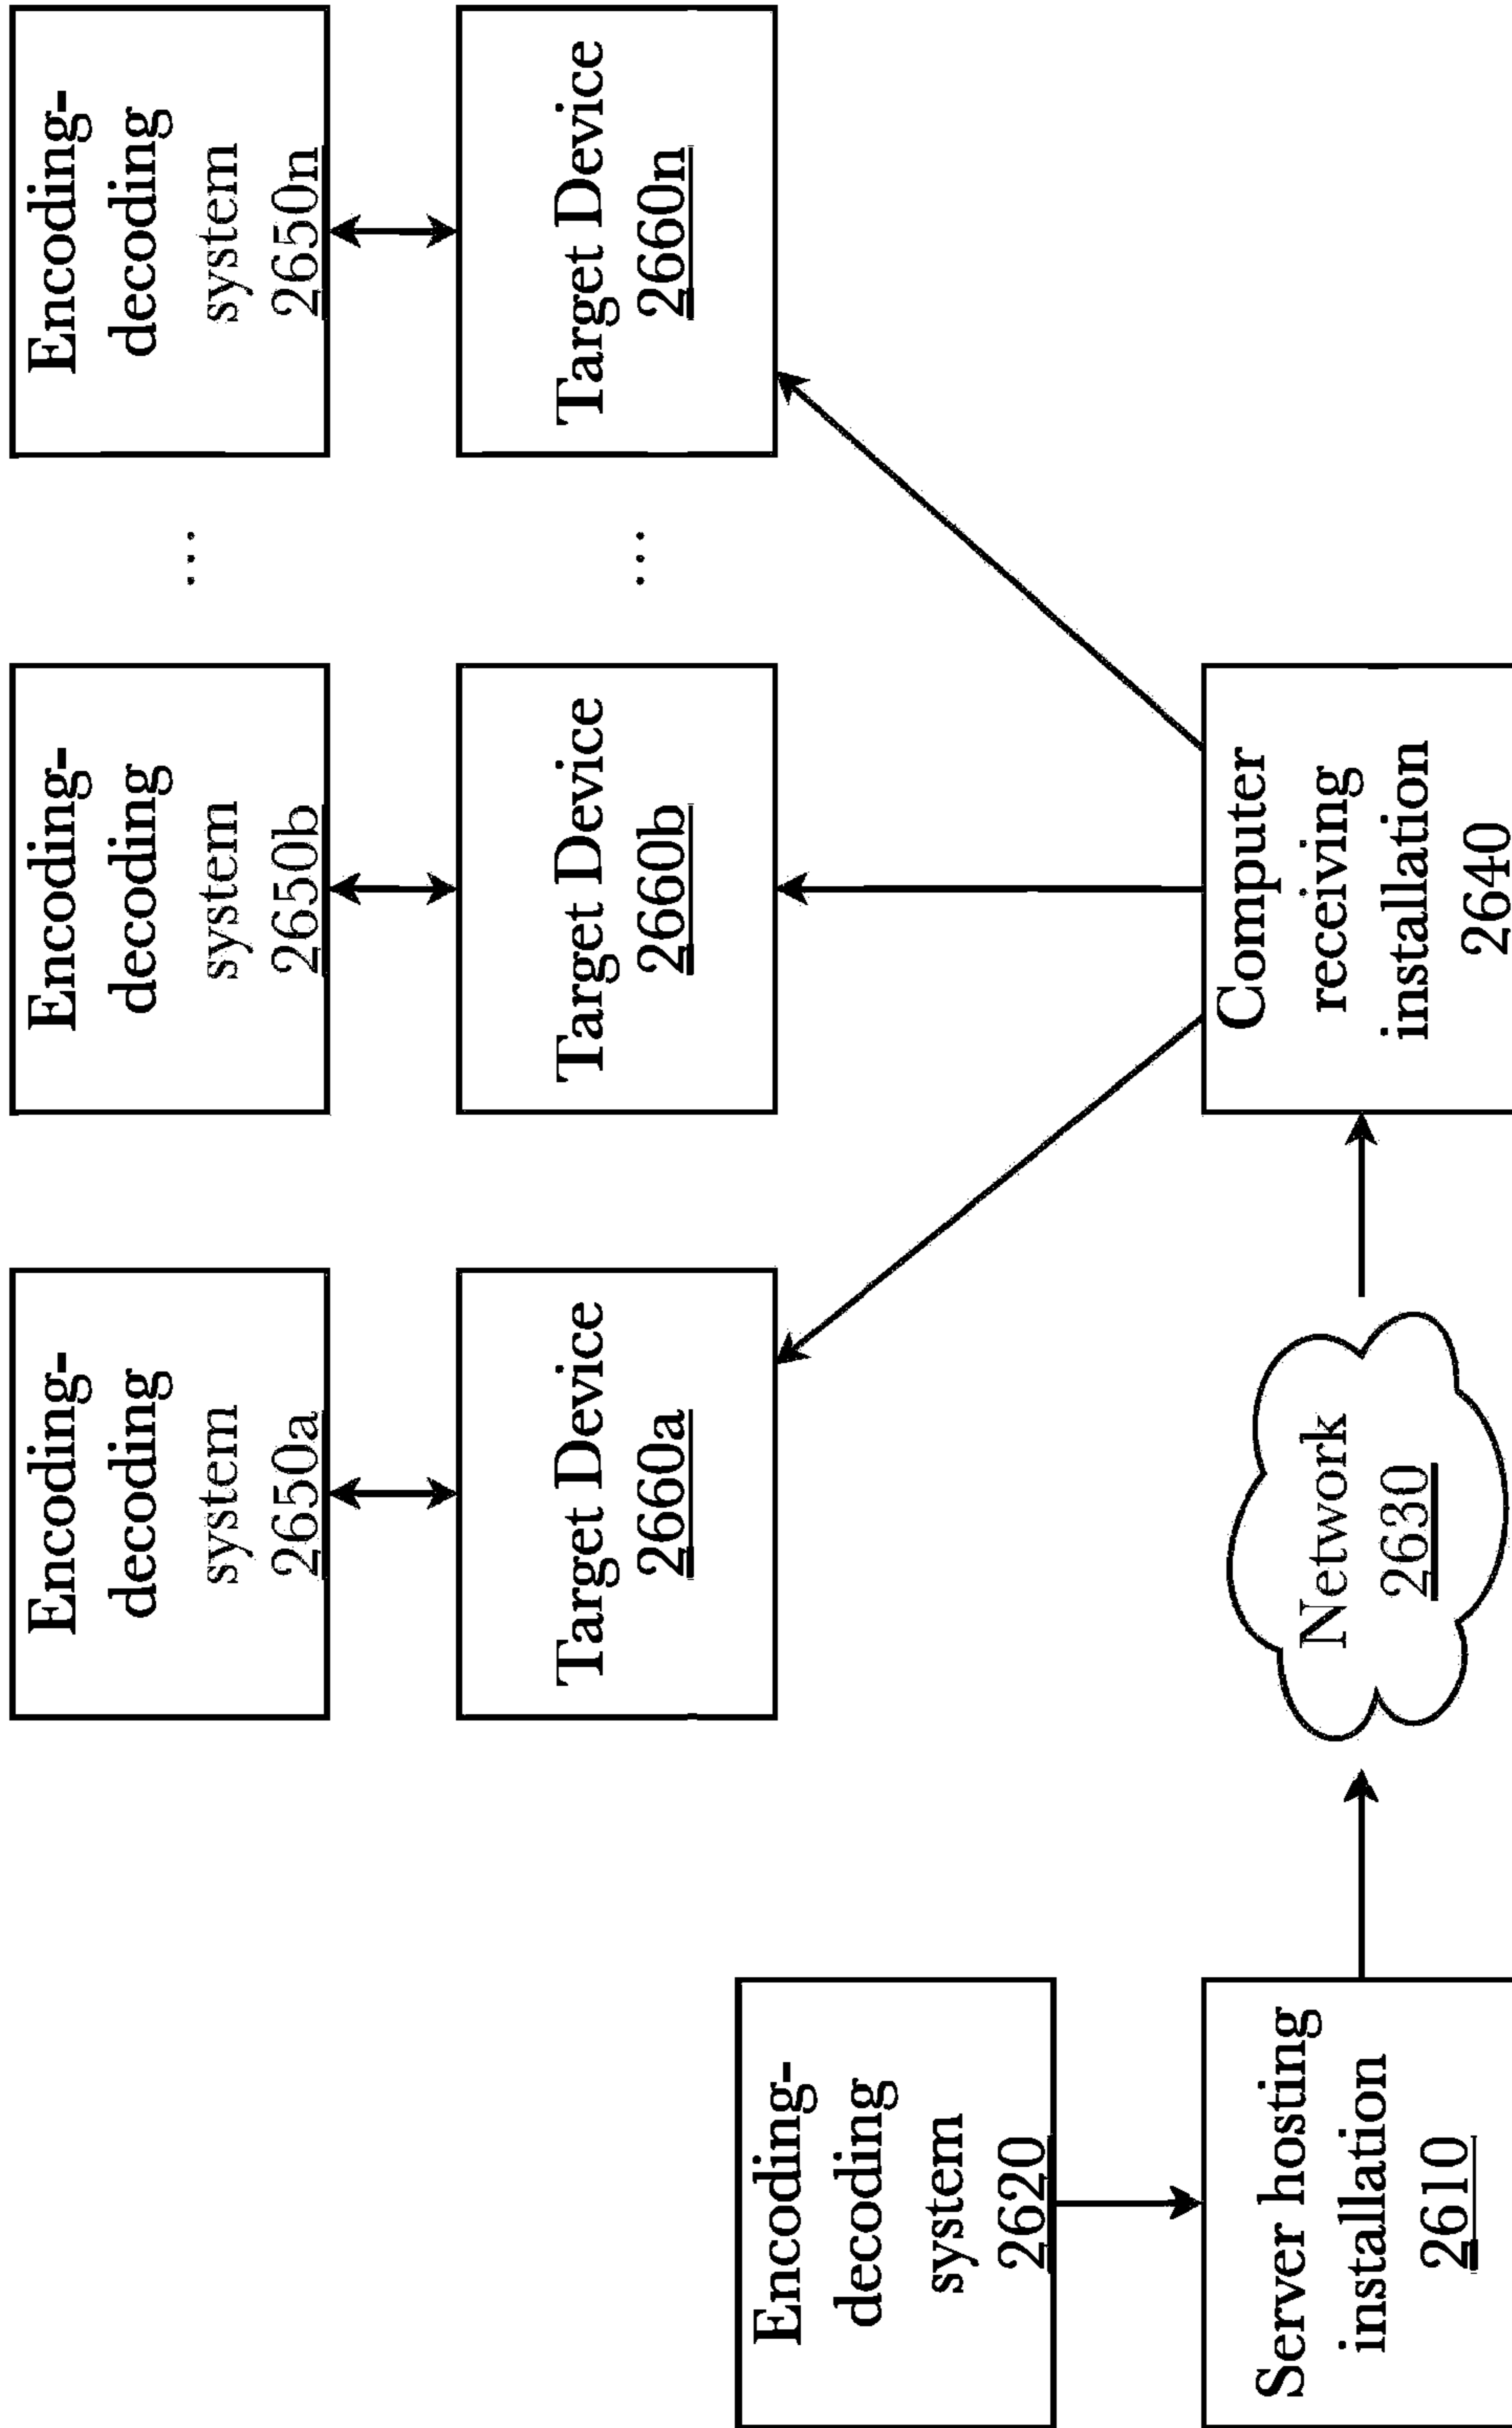 Encoding-
decoding
system
2650a
Encoding-
decoding
system
2650b
...
Encoding-
decoding
system
2650n
Target Device
2660a
Target Device
2660b
...
Target Device
2660n
Encoding-
decoding
system
2620
Server hosting
installation
2610
Network
2630
Computer
receiving
installation
2640